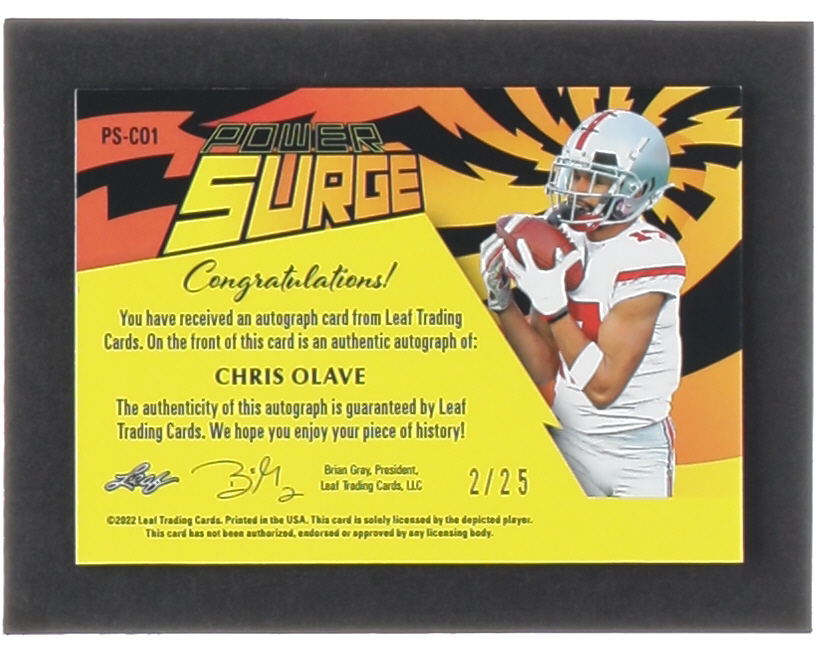 PS-CO1
POWER
SURGE
17
17
Congratulations!
You have received an autograph card from Leaf Trading
Cards. On the front of this card is an authentic autograph of:
CHRIS OLAVE
The authenticity of this autograph is guaranteed by Leaf
Trading Cards. We hope you enjoy your piece of history!
Leaf
Brian Gray, President,
Leaf Trading Cards, LLC
2/25
©2022 Leaf Trading Cards. Printed in the USA. This card is solely licensed by the depicted player.
This card has not been authorized, endorsed or approved by any licensing body.